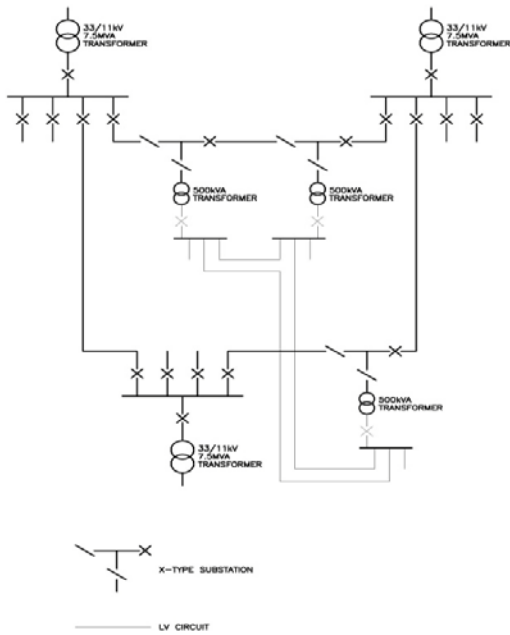 33/11kV
7.5MVA
TRANSFORMER
33/11kV
7.5MVA
TRANSFORMER
500kVA
TRANSFORMER
500kVA
TRANSFORMER
500kVA
TRANSFORMER
33/11kV
7.5MVA
TRANSFORMER
X-TYPE SUBSTATION
LV CIRCUIT